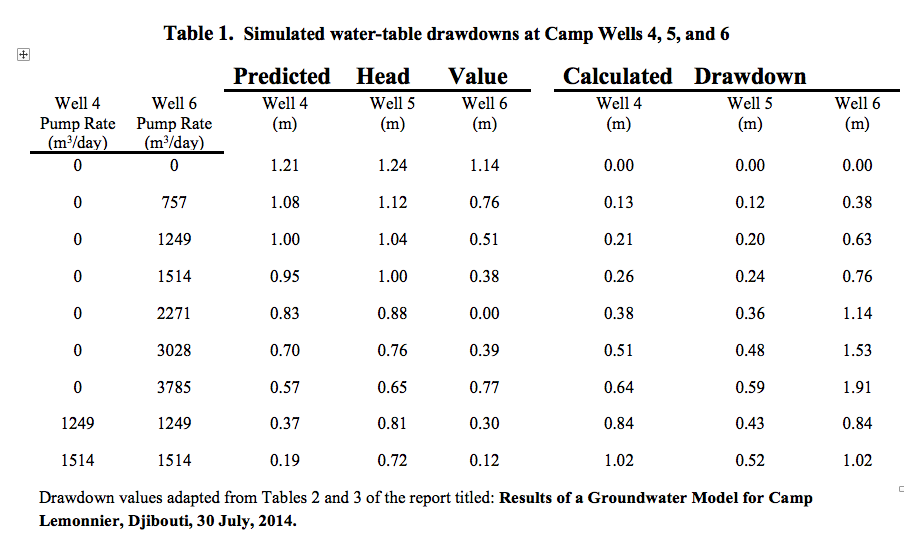 Table 1. Simulated water-table drawdowns at Camp Wells 4, 5, and 6
Predicted Head Value Calculated Drawdown
Well 4 Well 6 Well 4 Well 5 Well 6 Well 4 Well 5 Well 6
Pump Rate Pump Rate (m) (m) (m) (m) (m) (m)
(m³/day) (m³/day)
0 0 1.21 1.24 1.14 0.00 0.00 0.00
0 757 1.08 1.12 0.76 0.13 0.12 0.38
0 1249 1.00 1.04 0.51 0.21 0.20 0.63
0 1514 0.95 1.00 0.38 0.26 0.24 0.76
0 2271 0.83 0.88 0.00 0.38 0.36 1.14
0 3028 0.70 0.76 0.39 0.51 0.48 1.53
0 3785 0.57 0.65 0.77 0.64 0.59 1.91
1249 1249 0.37 0.81 0.30 0.84 0.43 0.84
1514 1514 0.19 0.72 0.12 1.02 0.52 1.02
Drawdown values adapted from Tables 2 and 3 of the report titled: Results of a Groundwater Model for Camp
Lemonnier, Djibouti, 30 July, 2014.